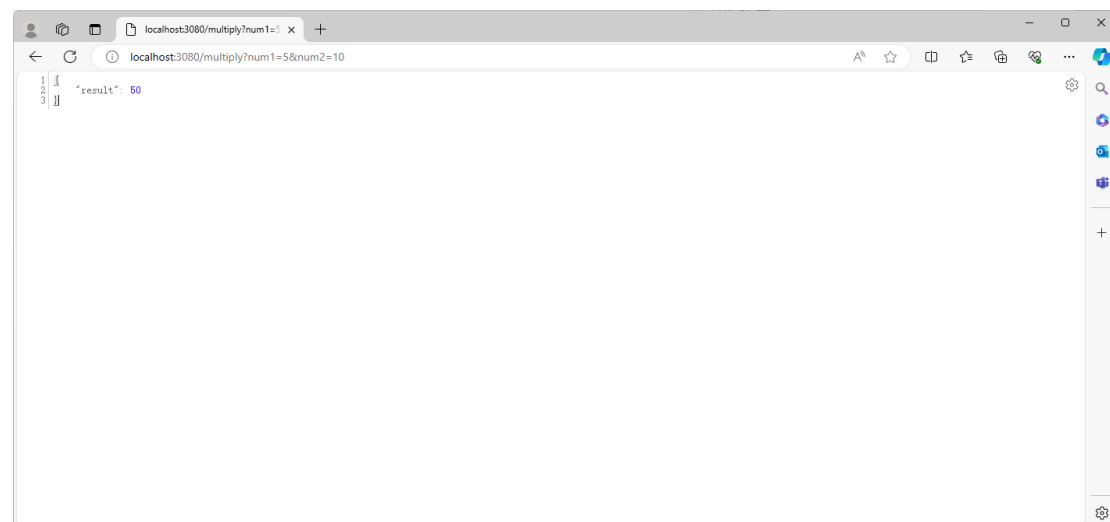 localhost:3080/multiply?num1=5
localhost:3080/multiply?num1=5&num2=10
1 {
2 "result": 50
3 }